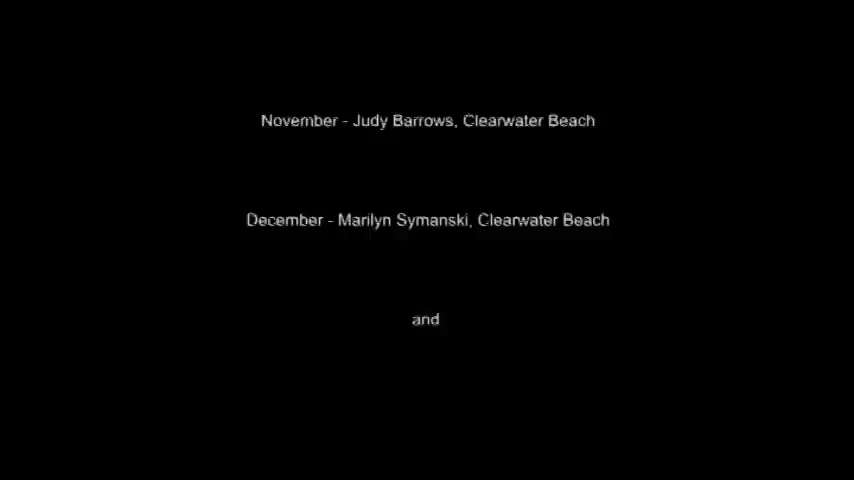 November - Judy Barrows, Clearwater Beach
December - Marilyn Symanski, Clearwater Beach
and